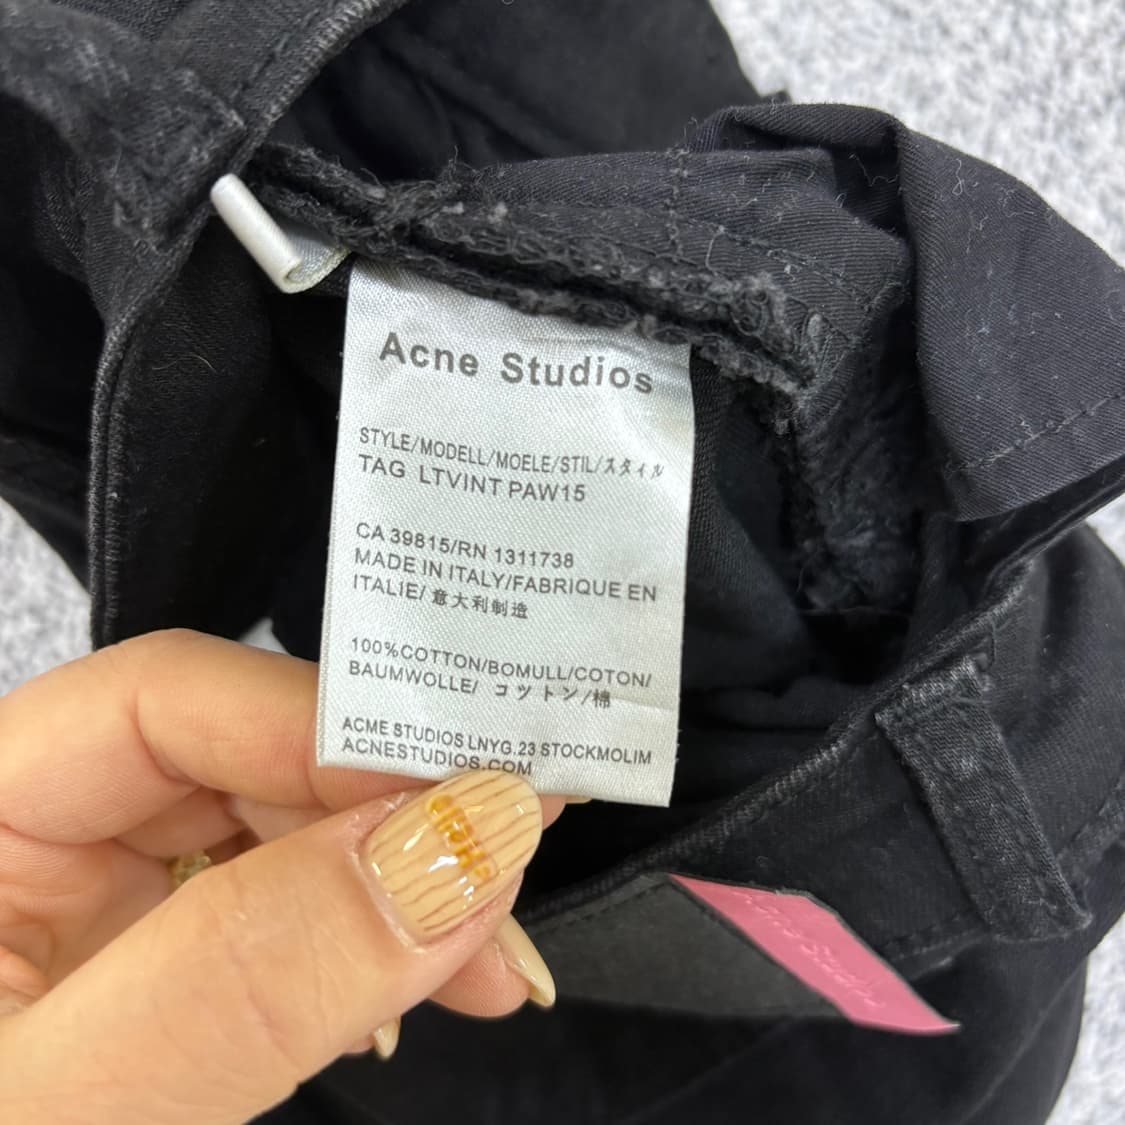 Acne Studios
STYLE/MODELL/MOELE/STIL/スタイル
TAG LTVINT PAW15
CA 39815/RN 1311738
MADE IN ITALY/FABRIQUE EN
ITALIE/ 意大利制造
100%COTTON/BOMULL/COTON/
BAUMWOLLE/ コツトン/棉
ACME STUDIOS LNYG.23 STOCKMOLIM
ACNESTUDIOS.COM
Acne Studios